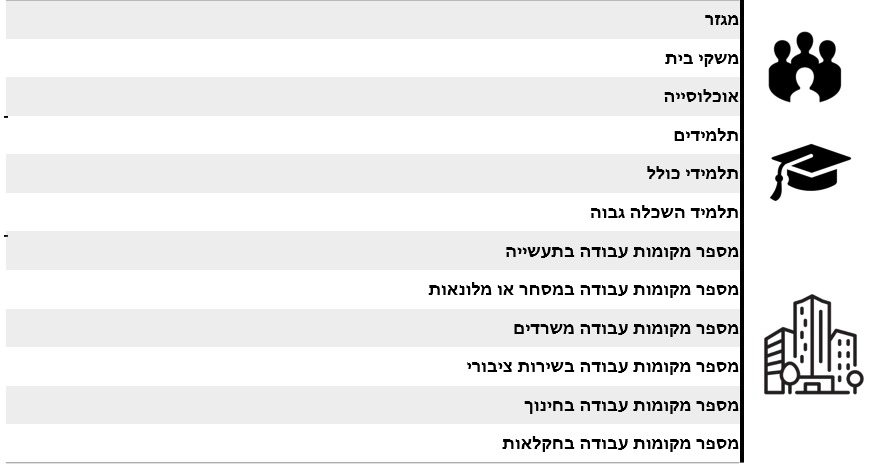 מגזר
משקי בית
אוכלוסייה
תלמידים
תלמידי כולל
תלמיד השכלה גבוה
מספר מקומות עבודה בתעשייה
מספר מקומות עבודה במסחר או מלונאות
מספר מקומות עבודה משרדים
מספר מקומות עבודה בשירות ציבורי
מספר מקומות עבודה בחינוך
מספר מקומות עבודה בחקלאות